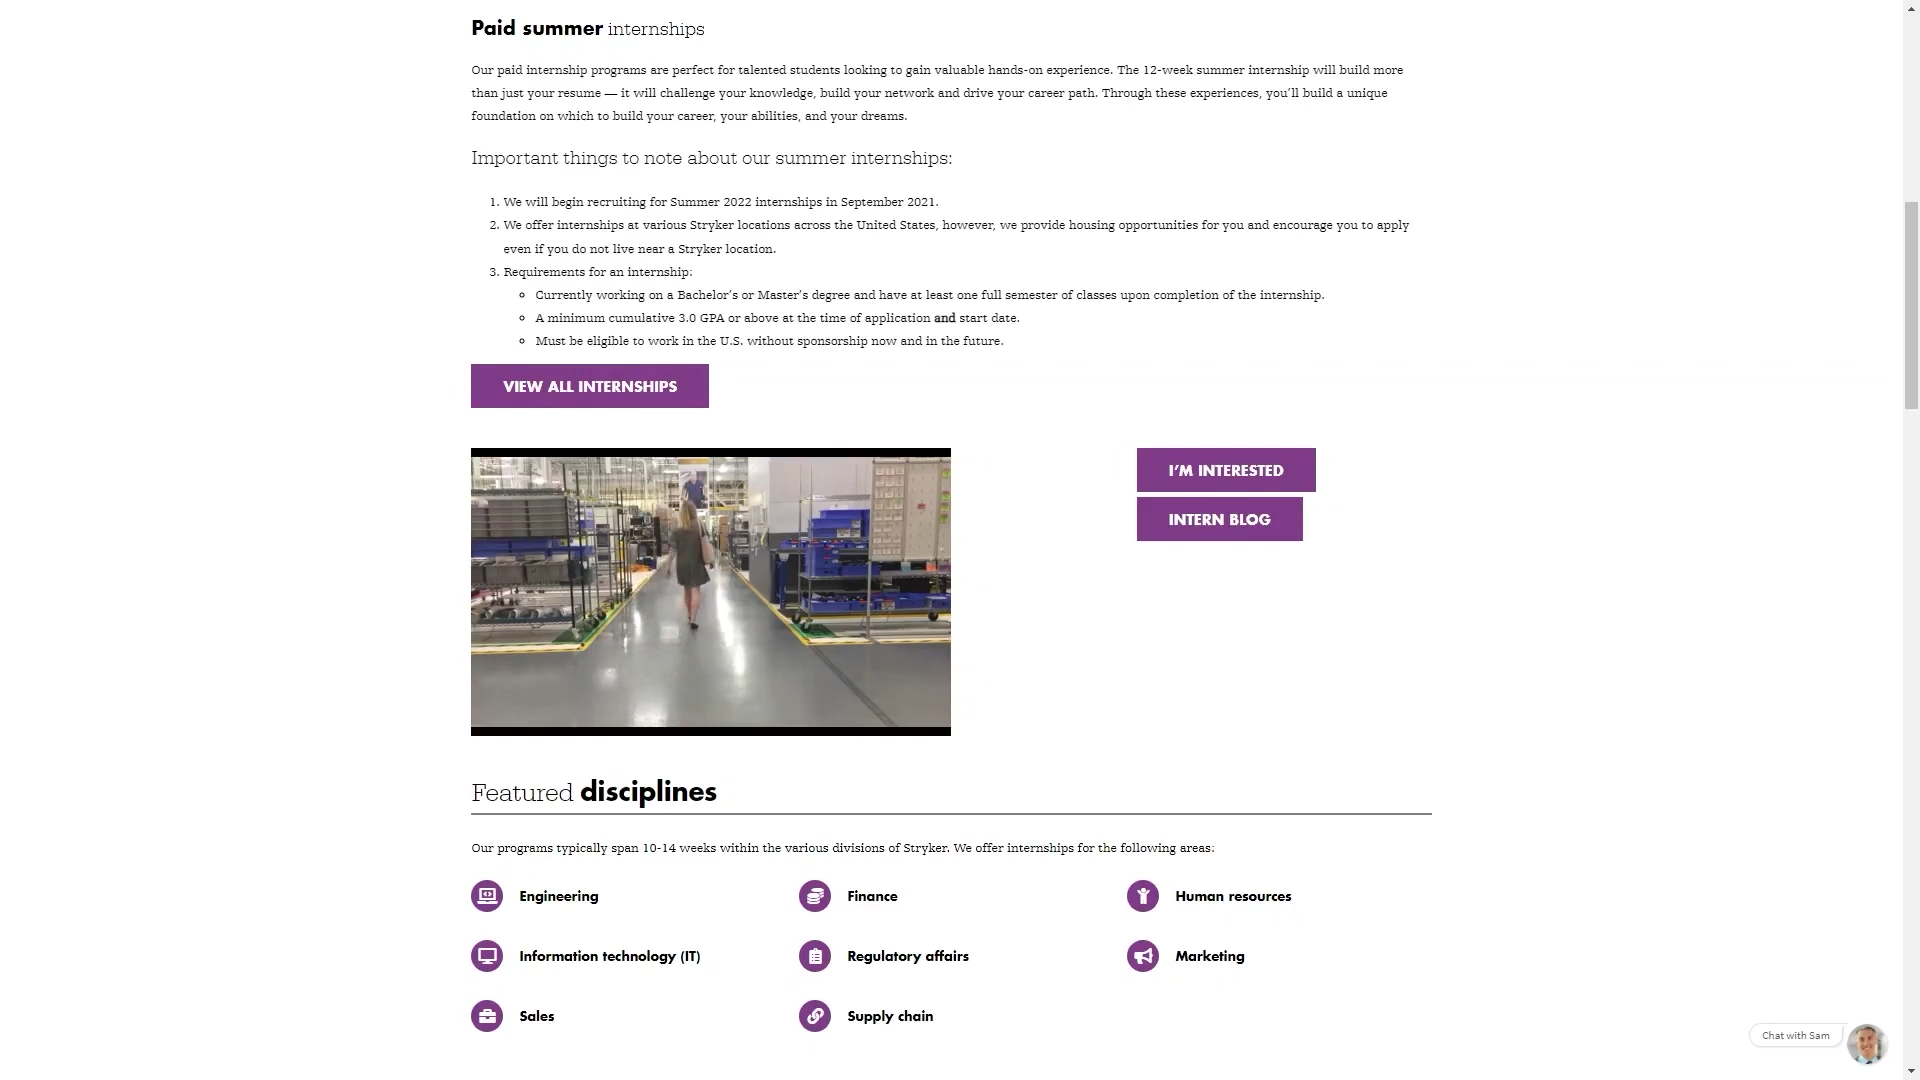 Paid summer internships
Our paid internship programs are perfect for talented students looking to gain valuable hands-on experience. The 12-week summer internship will build more
than just your resume — it will challenge your knowledge, build your network and drive your career path. Through these experiences, you’ll build a unique
foundation on which to build your career, your abilities, and your dreams.
Important things to note about our summer internships:
1. We will begin recruiting for Summer 2022 internships in September 2021.
2. We offer internships at various Stryker locations across the United States, however, we provide housing opportunities for you and encourage you to apply
even if you do not live near a Stryker location.
3. Requirements for an internship:
Currently working on a Bachelor’s or Master’s degree and have at least one full semester of classes upon completion of the internship.
A minimum cumulative 3.0 GPA or above at the time of application and start date.
Must be eligible to work in the U.S. without sponsorship now and in the future.
VIEW ALL INTERNSHIPS
I’M INTERESTED
INTERN BLOG
Featured disciplines
Our programs typically span 10-14 weeks within the various divisions of Stryker. We offer internships for the following areas:
Engineering
Finance
Human resources
Information technology (IT)
Regulatory affairs
Marketing
Sales
Supply chain
Chat with Sam